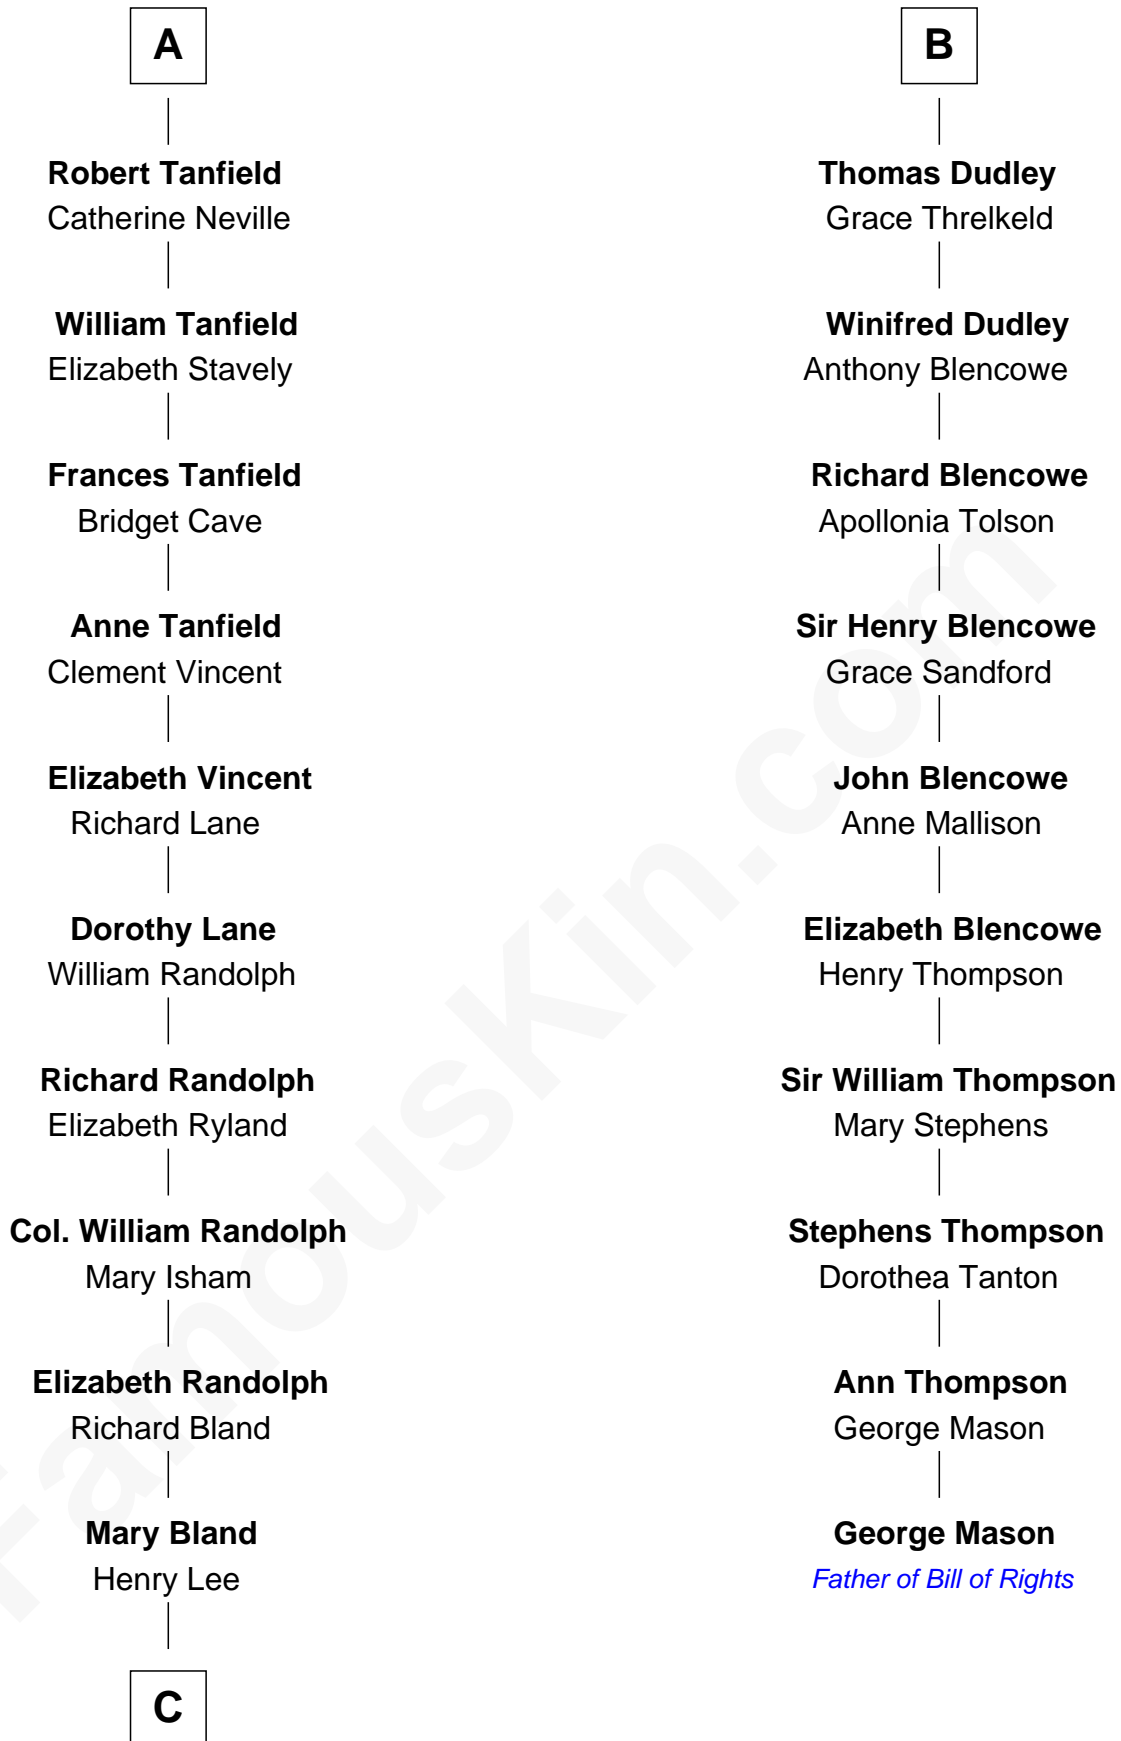 A
Robert Tanfield
Catherine Neville
William Tanfield
Elizabeth Stavely
Frances Tanfield
Bridget Cave
Anne Tanfield
Clement Vincent
Elizabeth Vincent
Richard Lane
Dorothy Lane
William Randolph
Richard Randolph
Elizabeth Ryland
Col. William Randolph
Mary Isham
Elizabeth Randolph
Richard Bland
Mary Bland
Henry Lee
C
B
Thomas Dudley
Grace Threlkeld
Winifred Dudley
Anthony Blencowe
Richard Blencowe
Apollonia Tolson
Sir Henry Blencowe
Grace Sandford
John Blencowe
Anne Mallison
Elizabeth Blencowe
Henry Thompson
Sir William Thompson
Mary Stephens
Stephens Thompson
Dorothea Tanton
Ann Thompson
George Mason
George Mason
Father of Bill of Rights
FamousKin.com